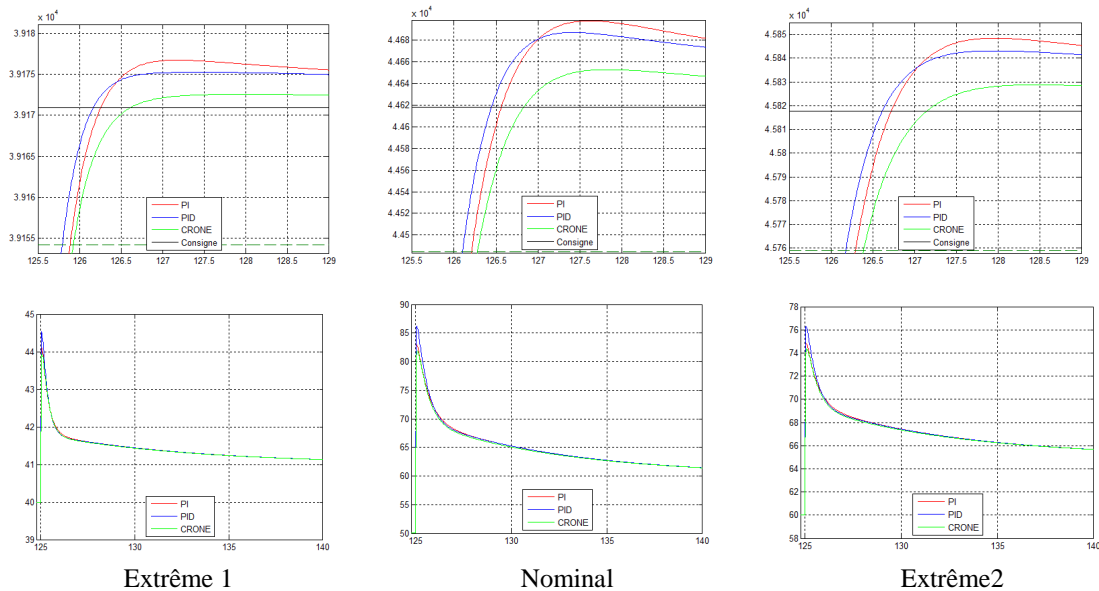 x 10⁴
3.918
3.9175
3.917
3.9165
3.916
3.9155
125.5 126 126.5 127 127.5 128 128.5 129
PI
PID
CRONE
Consigne
x 10⁴
4.468
4.466
4.464
4.462
4.46
4.458
4.456
4.454
4.452
4.45
125.5 126 126.5 127 127.5 128 128.5 129
PI
PID
CRONE
Consigne
x 10⁴
4.585
4.584
4.583
4.582
4.581
4.58
4.579
4.578
4.577
4.576
125.5 126 126.5 127 127.5 128 128.5 129
PI
PID
CRONE
Consigne
45
44
43
42
41
40
39
125 130 135 140
PI
PID
CRONE
90
85
80
75
70
65
60
55
50
125 130 135 140
PI
PID
CRONE
78
76
74
72
70
68
66
64
62
60
58
125 130 135 140
PI
PID
CRONE
Extrême 1
Nominal
Extrême2